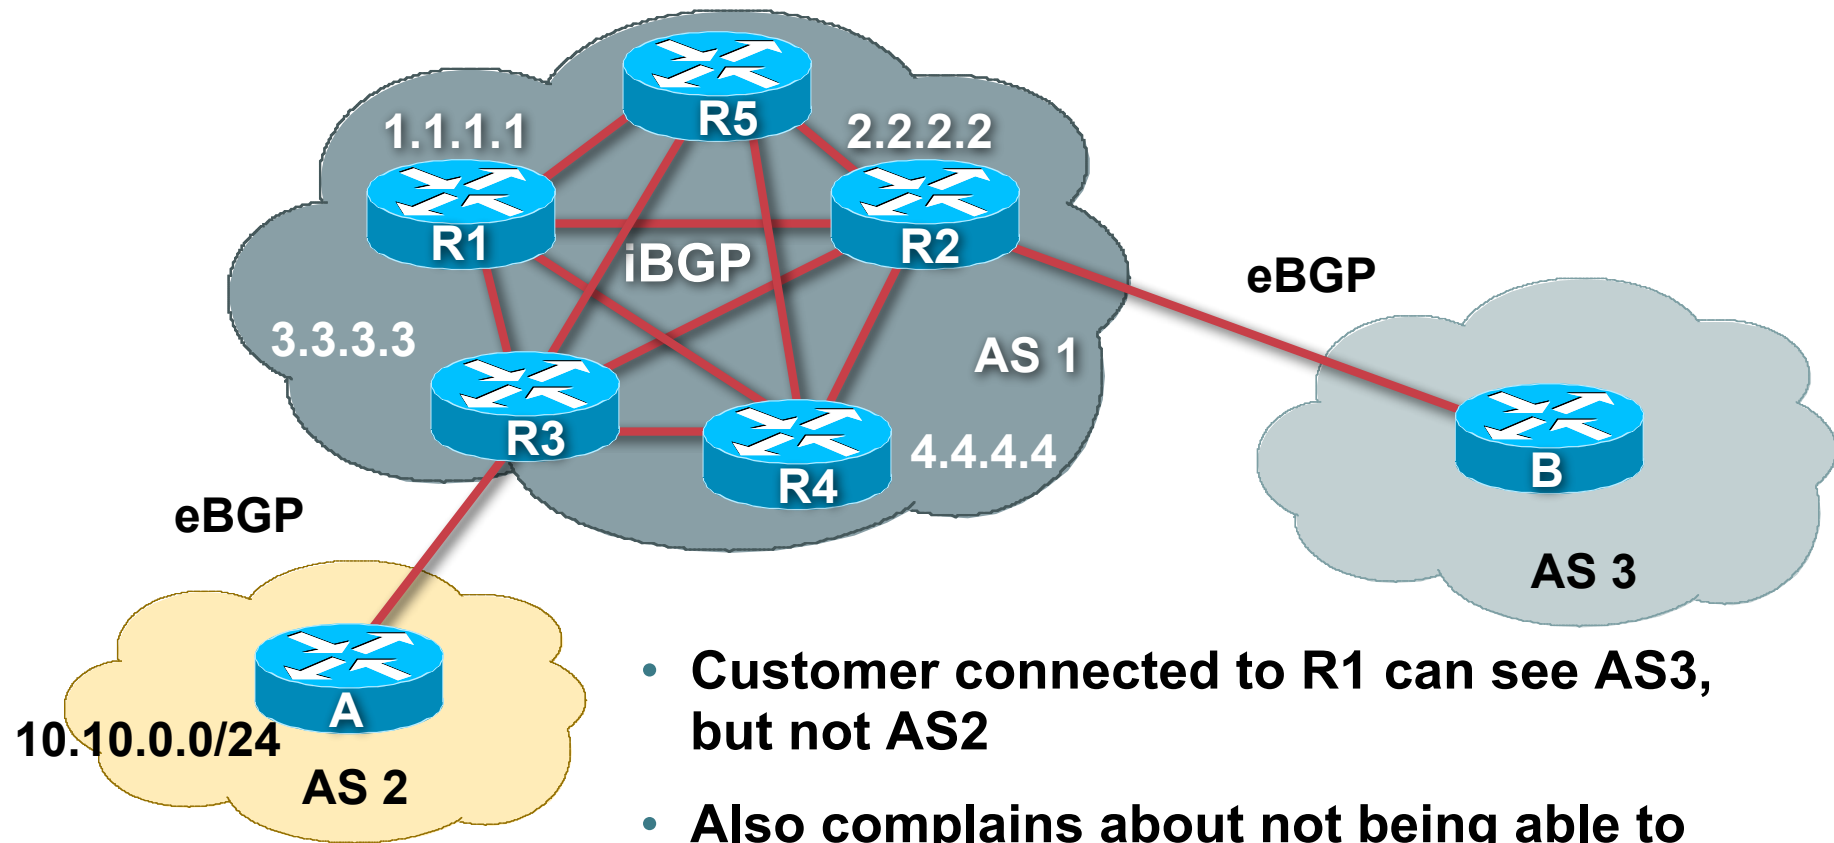 R5
1.1.1.1
2.2.2.2
R1
R2
iBGP
eBGP
3.3.3.3
AS 1
R3
R4
4.4.4.4
B
eBGP
AS 3
A
10.10.0.0/24
AS 2
• Customer connected to R1 can see AS3,
but not AS2
• Also complains about not being able to